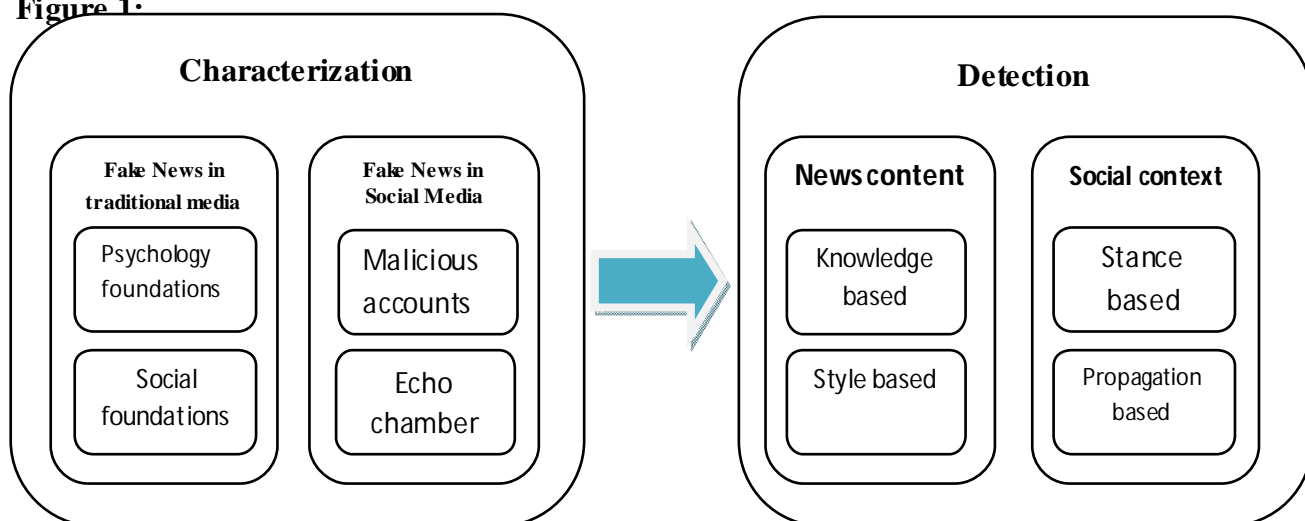 Figure 1:
Characterization
Fake News in
traditional media
Psychology
foundations
Social
foundations
Fake News in
Social Media
Malicious
accounts
Echo
chamber
Detection
News content
Knowledge
based
Style based
Social context
Stance
based
Propagation
based